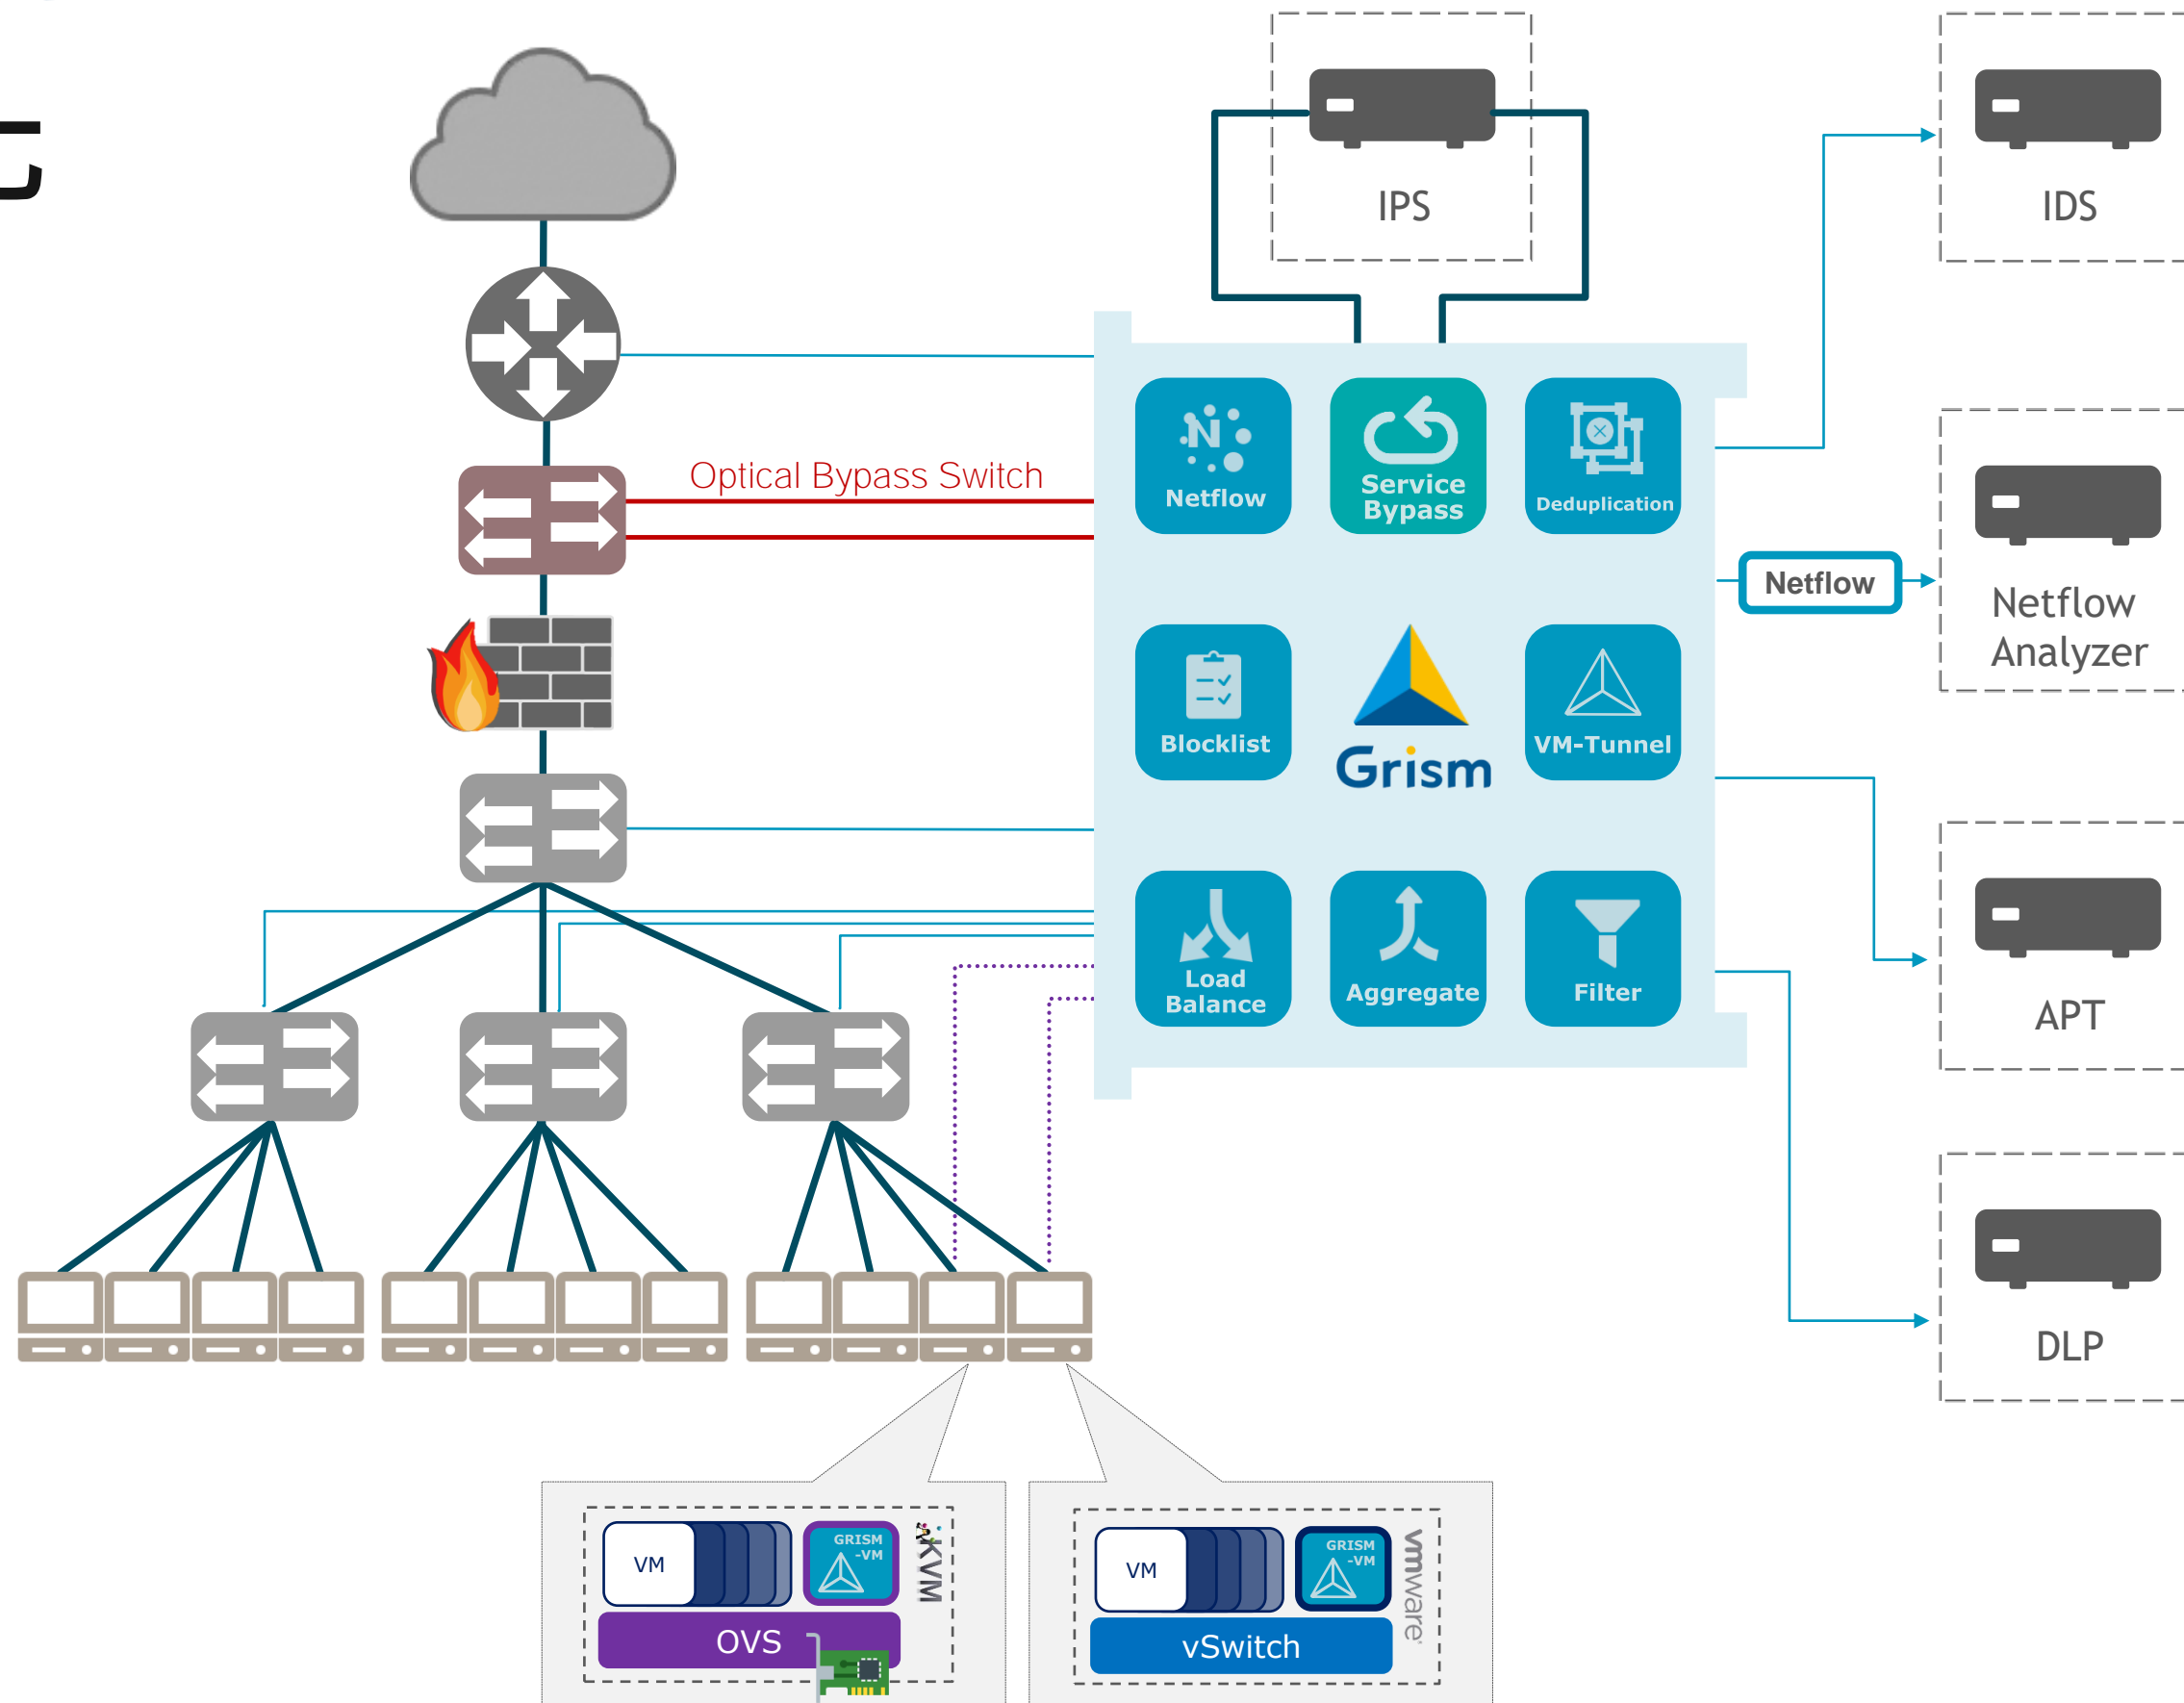 IPS
IDS
Optical Bypass Switch
N
Netflow
Service
Bypass
Deduplication
Netflow
Netflow
Analyzer
Blocklist
Grism
VM-Tunnel
Load
Balance
Aggregate
Filter
APT
DLP
VM
GRISM
-VM
KVM
OVS
VM
GRISM
-VM
vmware
vSwitch